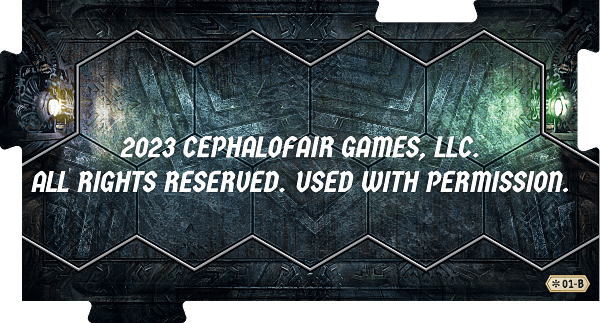 2023 CEPHALOFAIR GAMES, LLC.
ALL RIGHTS RESERVED. USED WITH PERMISSION.
✻ 01-B